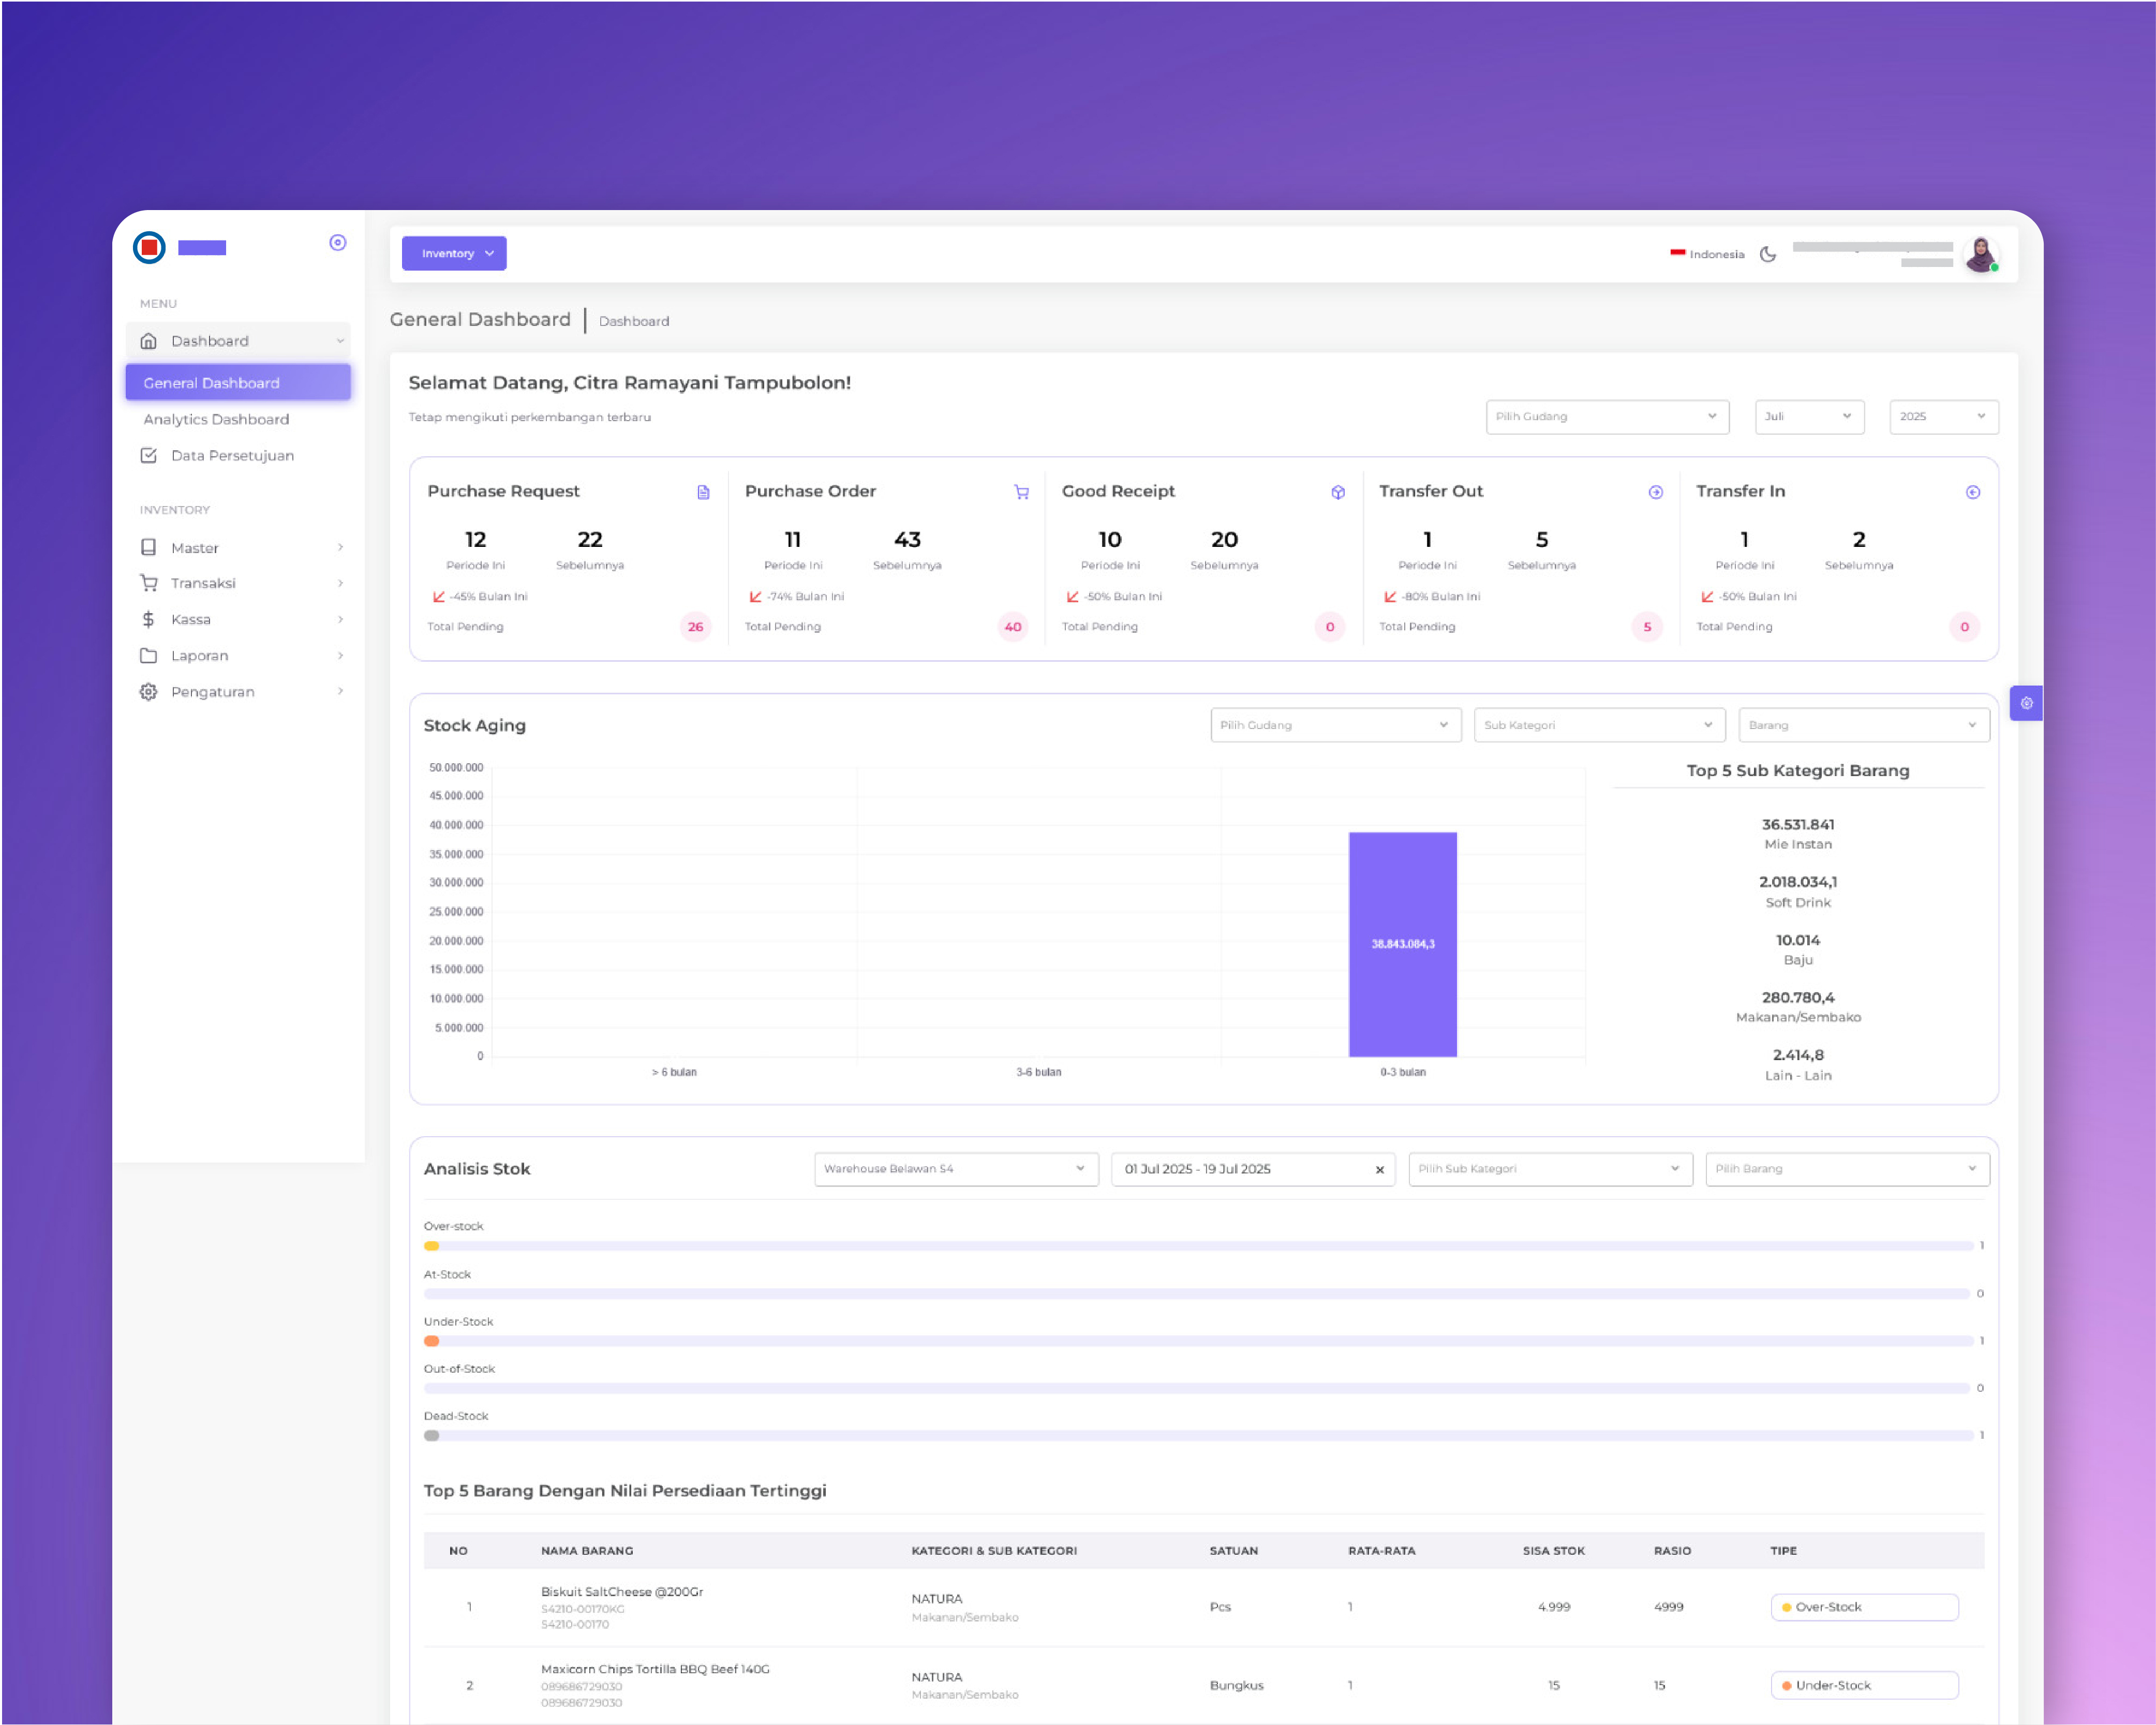 Inventory
Indonesia
MENU
Dashboard
General Dashboard
Analytics Dashboard
Data Persetujuan
INVENTORY
Master
Transaksi
Kassa
Laporan
Pengaturan
General Dashboard | Dashboard
Selamat Datang, Citra Ramayani Tampubolon!
Tetap mengikuti perkembangan terbaru
Pilih Gudang
Juli
2025
Purchase Request
12 22
Periode Ini Sebelumnya
-45% Bulan Ini
Total Pending 26
Purchase Order
11 43
Periode Ini Sebelumnya
-74% Bulan Ini
Total Pending 40
Good Receipt
10 20
Periode Ini Sebelumnya
-50% Bulan Ini
Total Pending 0
Transfer Out
1 5
Periode Ini Sebelumnya
-80% Bulan Ini
Total Pending 5
Transfer In
1 2
Periode Ini Sebelumnya
-50% Bulan Ini
Total Pending 0
Stock Aging
Pilih Gudang
Sub Kategori
Barang
50.000.000
45.000.000
40.000.000
35.000.000
30.000.000
25.000.000
20.000.000
15.000.000
10.000.000
5.000.000
0
38.843.084,3
> 6 bulan
3-6 bulan
0-3 bulan
Top 5 Sub Kategori Barang
36.531.841
Mie Instan
2.018.034,1
Soft Drink
10.014
Baju
280.780,4
Makanan/Sembako
2.414,8
Lain - Lain
Analisis Stok
Warehouse Belawan S4
01 Jul 2025 - 19 Jul 2025
Pilih Sub Kategori
Pilih Barang
Over-stock
1
At-Stock
0
Under-Stock
1
Out-of-Stock
0
Dead-Stock
1
Top 5 Barang Dengan Nilai Persediaan Tertinggi
NO NAMA BARANG KATEGORI & SUB KATEGORI SATUAN RATA-RATA SISA STOK RASIO TIPE
1 Biskuit SaltCheese @200Gr NATURA Pcs 1 4.999 4999 Over-Stock
S4210-00170KG Makanan/Sembako
S4210-00170
2 Maxicorn Chips Tortilla BBQ Beef 140G NATURA Bungkus 1 15 15 Under-Stock
089686729030 Makanan/Sembako
089686729030